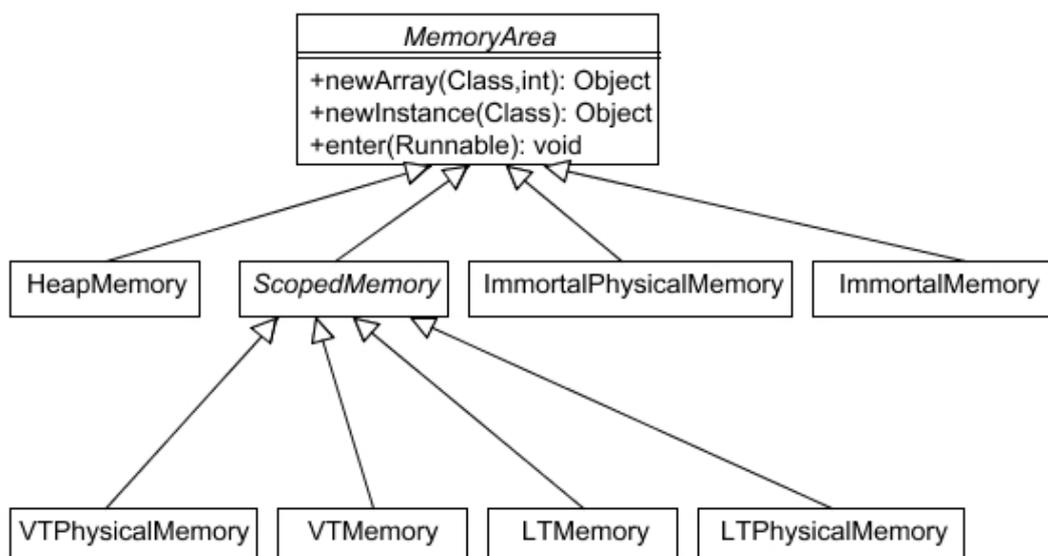 MemoryArea
+newArray(Class,int): Object
+newInstance(Class): Object
+enter(Runnable): void
HeapMemory
ScopedMemory
ImmortalPhysicalMemory
ImmortalMemory
VTPhysicalMemory
VTMemory
LTMemory
LTPhysicalMemory